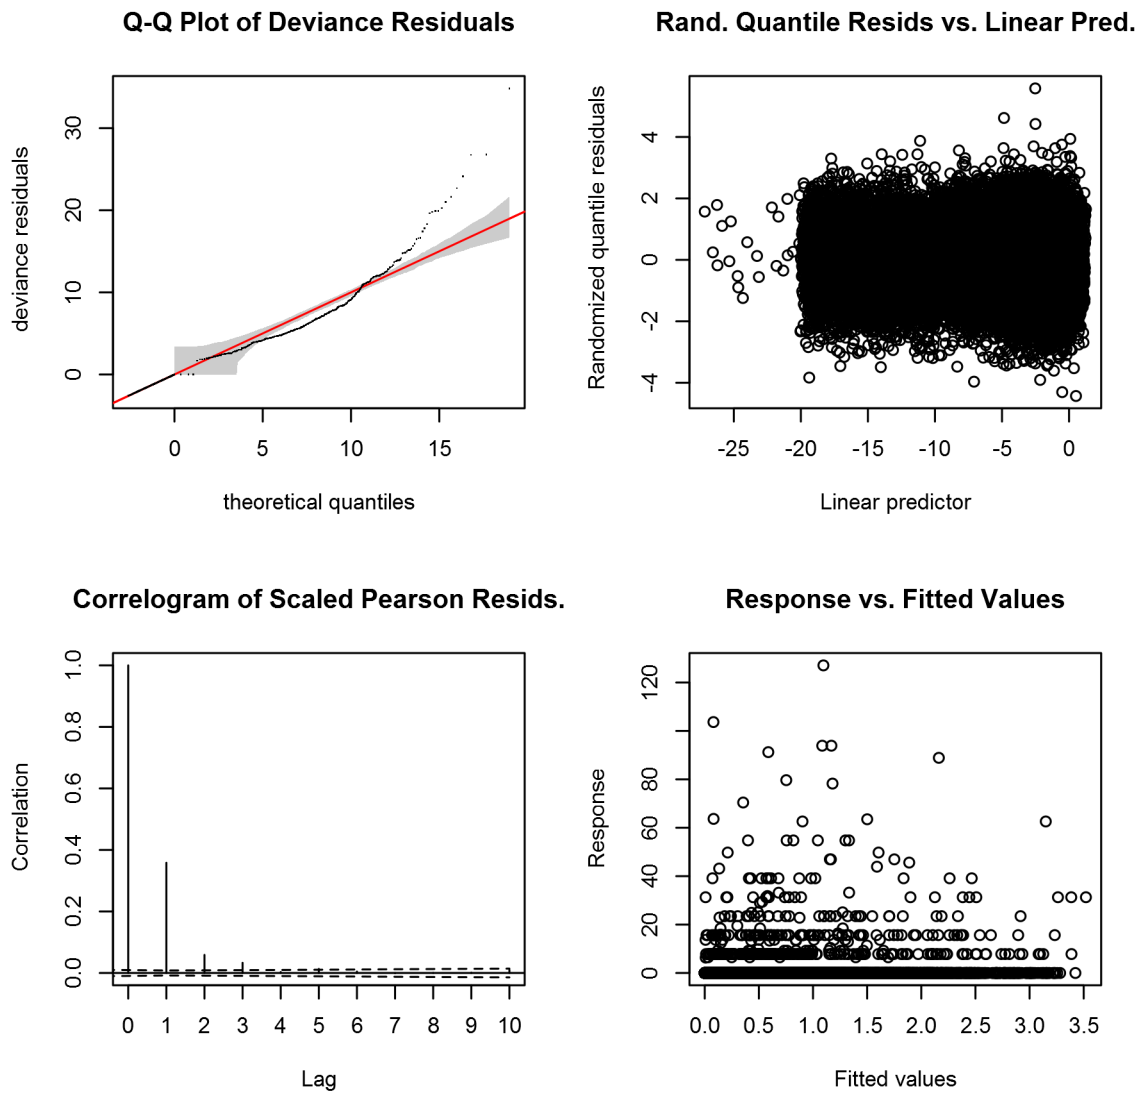 Q-Q Plot of Deviance Residuals
deviance residuals
30
20
10
0
0 5 10 15
theoretical quantiles
Rand. Quantile Resids vs. Linear Pred.
Randomized quantile residuals
4
2
0
-2
-4
-25 -20 -15 -10 -5 0
Linear predictor
Correlogram of Scaled Pearson Resids.
Correlation
1.0
0.8
0.6
0.4
0.2
0.0
0 1 2 3 4 5 6 7 8 9 10
Lag
Response vs. Fitted Values
Response
120
80
60
40
20
0
0.0 0.5 1.0 1.5 2.0 2.5 3.0 3.5
Fitted values